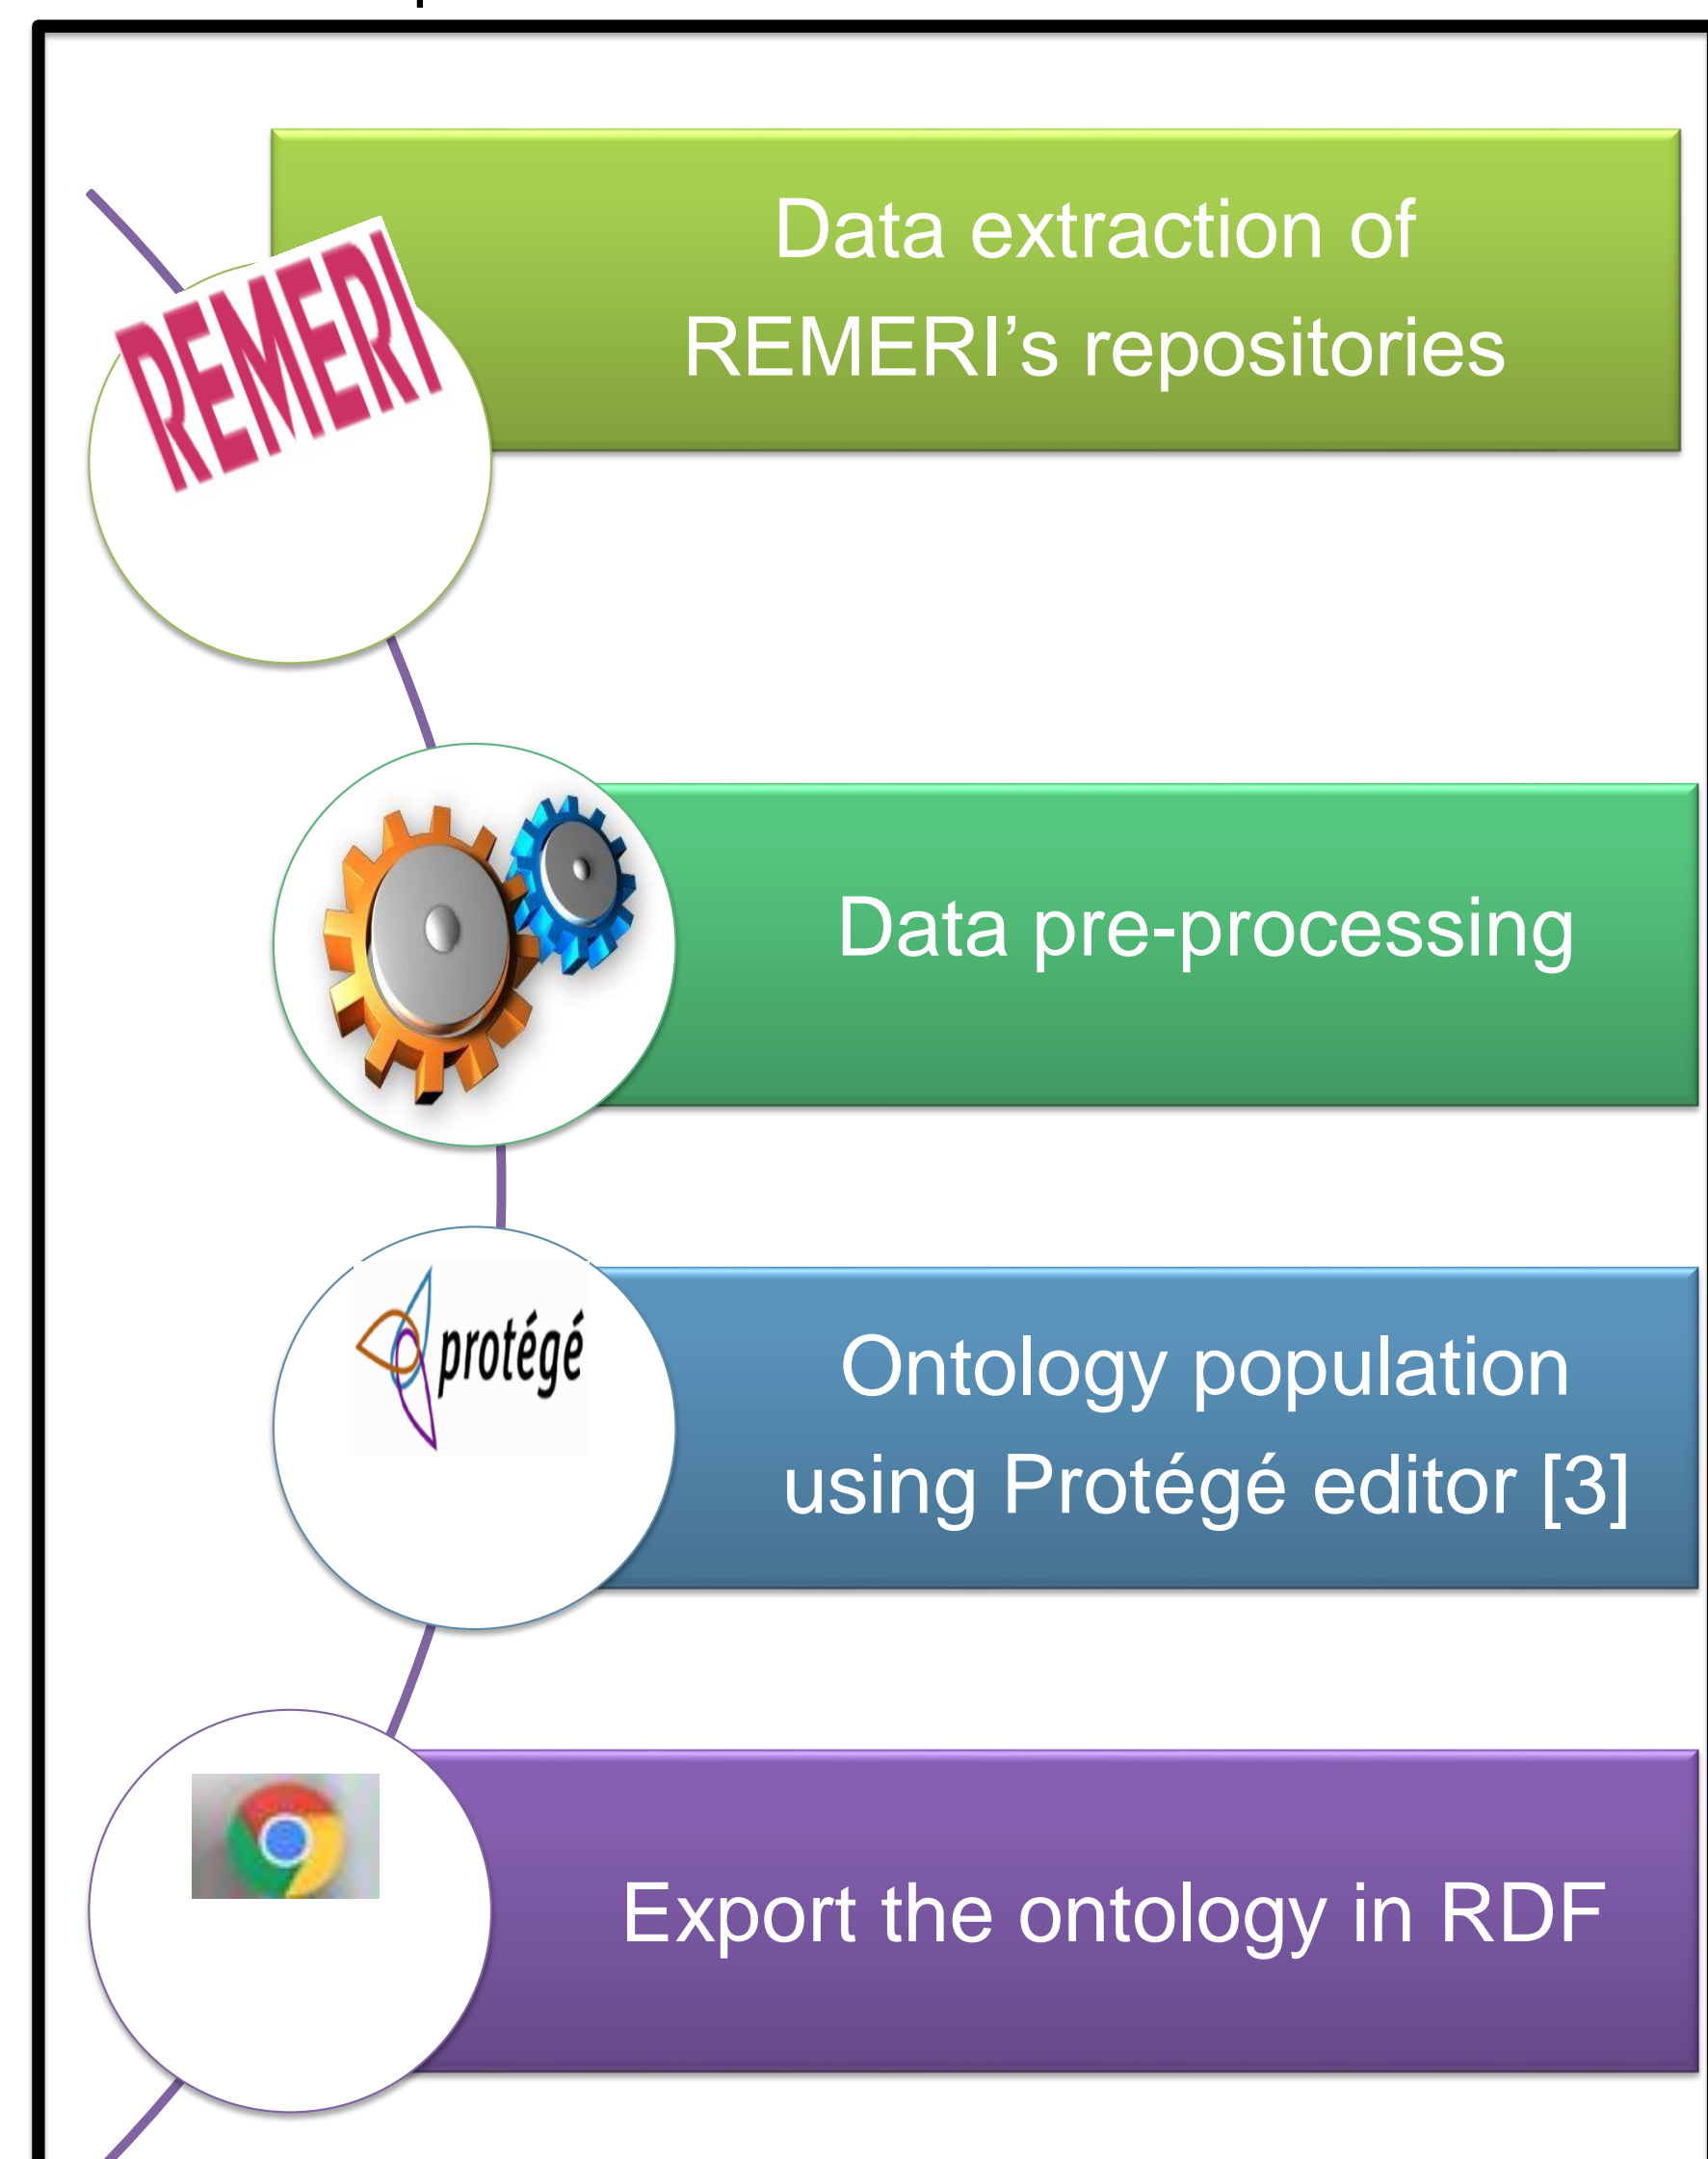 Data extraction of
REMERI’s repositories
REMERI
Data pre-processing
protégé
Ontology population
using Protégé editor [3]
Export the ontology in RDF